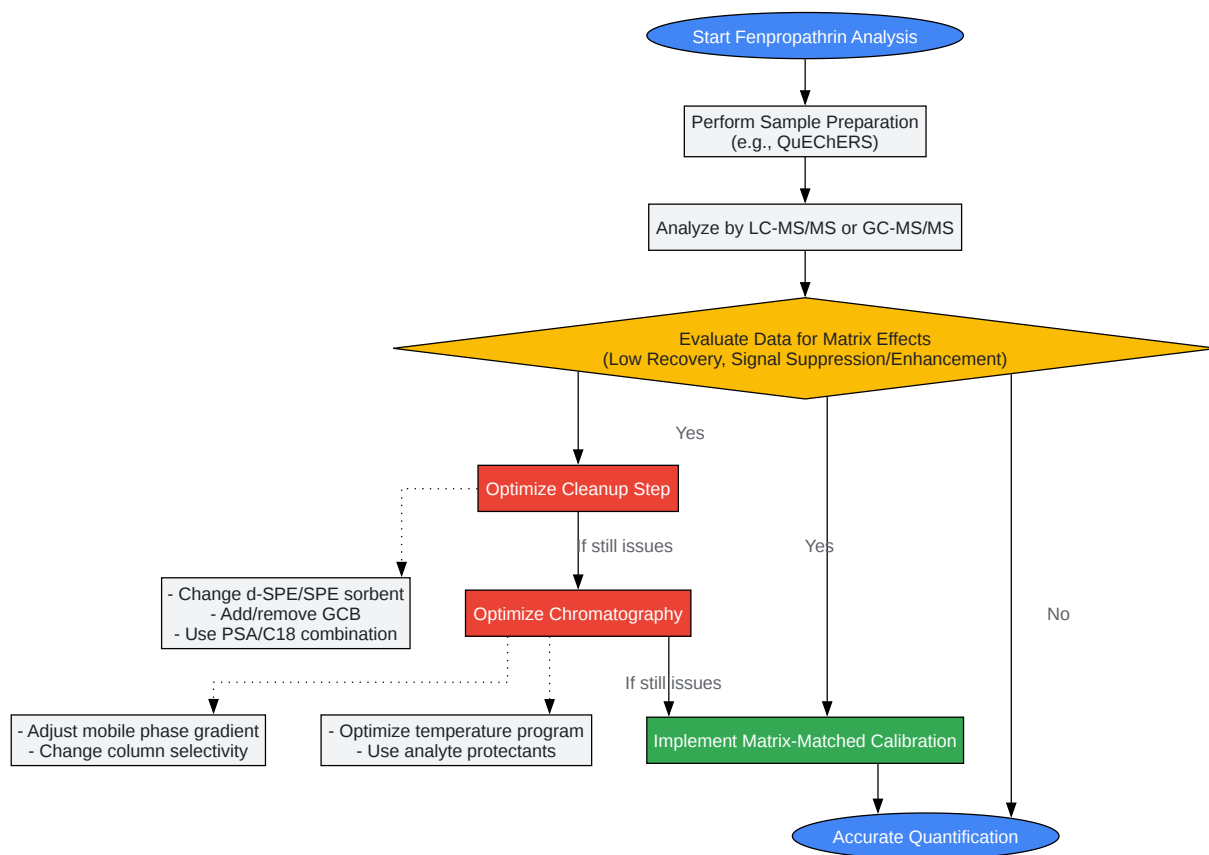 Start Fenpropathrin Analysis
Perform Sample Preparation
(e.g., QuEChERS)
Analyze by LC-MS/MS or GC-MS/MS
Evaluate Data for Matrix Effects
(Low Recovery, Signal Suppression/Enhancement)
Yes
Optimize Cleanup Step
If still issues
Yes
- Change d-SPE/SPE sorbent
- Add/remove GCB
- Use PSA/C18 combination
Optimize Chromatography
No
If still issues
- Adjust mobile phase gradient
- Change column selectivity
- Optimize temperature program
- Use analyte protectants
Implement Matrix-Matched Calibration
Accurate Quantification